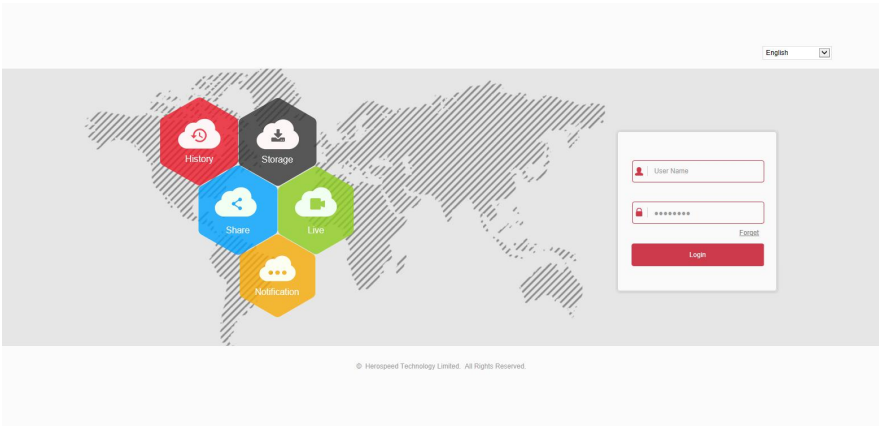 English
History
Storage
Share
Live
Notification
User Name
Forget
Login
© Herospeed Technology Limited. All Rights Reserved.